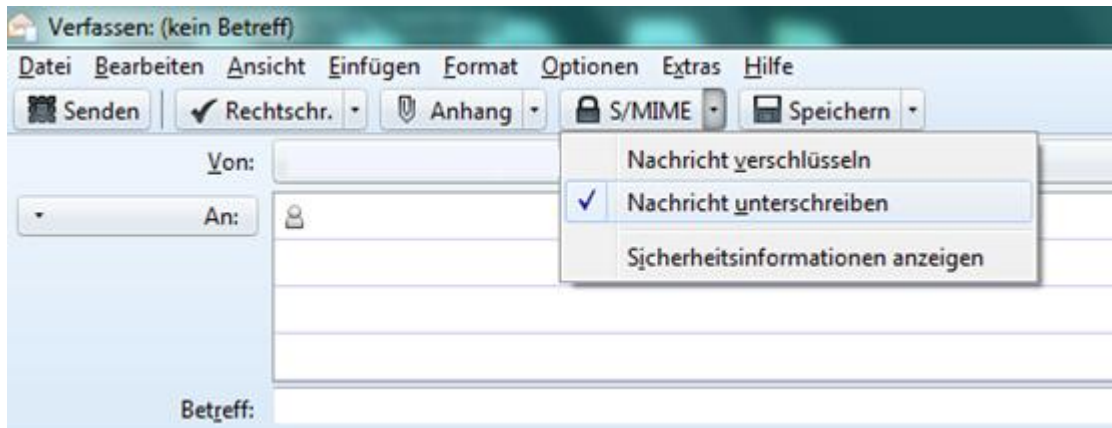 Verfassen: (kein Betreff)
Datei Bearbeiten Ansicht Einfügen Format Optionen Extras Hilfe
Senden Rechtschr. Anhang S/MIME Speichern
Von:
Nachricht verschlüsseln
An:
Nachricht unterschreiben
Sicherheitsinformationen anzeigen
Betreff: